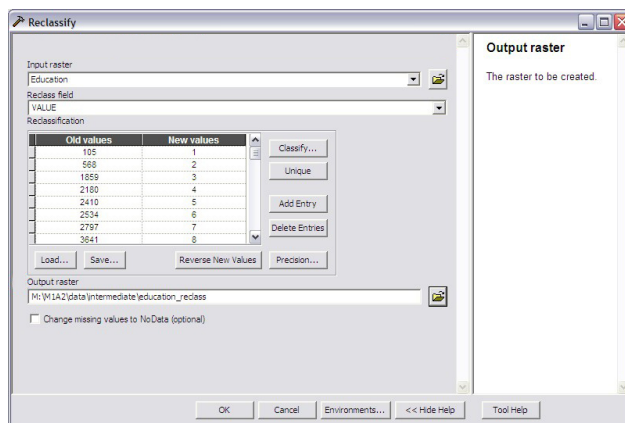 Reclassify
Output raster
The raster to be created.
Input raster
Education
Reclass field
VALUE
Reclassification
Old values New values
105 1
568 2
1859 3
2180 4
2410 5
2534 6
2797 7
3641 8
Classify...
Unique
Add Entry
Delete Entries
Load... Save... Reverse New Values Precision...
Output raster
M:\M1A2\data\intermediate\education_reclass
Change missing values to NoData (optional)
OK Cancel Environments... << Hide Help Tool Help